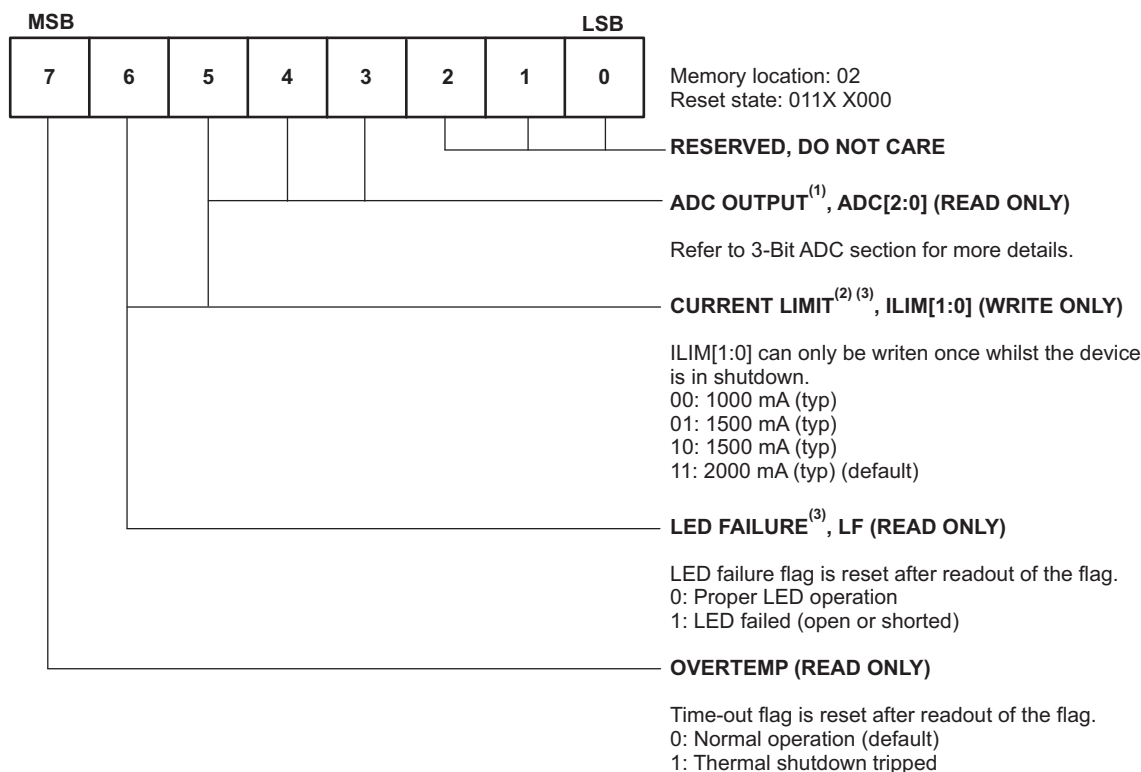 MSB LSB
7 6 5 4 3 2 1 0
Memory location: 02
Reset state: 011X X000
RESERVED, DO NOT CARE
ADC OUTPUT(1), ADC[2:0] (READ ONLY)
Refer to 3-Bit ADC section for more details.
CURRENT LIMIT(2) (3), ILIM[1:0] (WRITE ONLY)
ILIM[1:0] can only be writen once whilst the device
is in shutdown.
00: 1000 mA (typ)
01: 1500 mA (typ)
10: 1500 mA (typ)
11: 2000 mA (typ) (default)
LED FAILURE(3), LF (READ ONLY)
LED failure flag is reset after readout of the flag.
0: Proper LED operation
1: LED failed (open or shorted)
OVERTEMP (READ ONLY)
Time-out flag is reset after readout of the flag.
0: Normal operation (default)
1: Thermal shutdown tripped